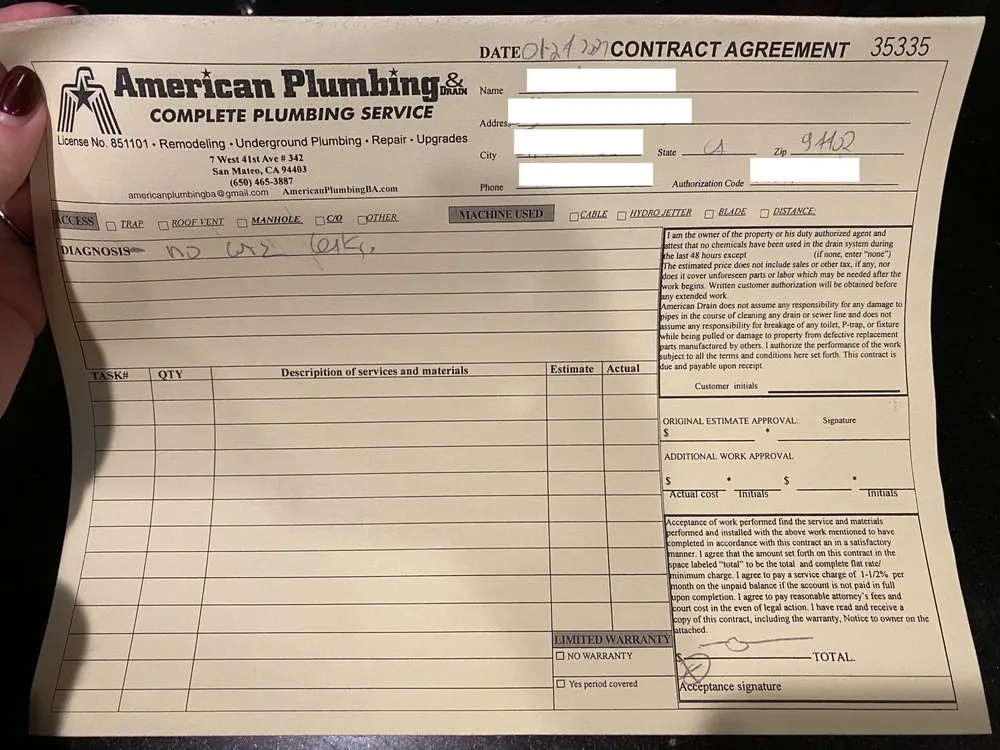 DATE
CONTRACT AGREEMENT 35335
American Plumbing & DRAIN
COMPLETE PLUMBING SERVICE
License No. 851101 • Remodeling • Underground Plumbing • Repair • Upgrades
7 West 41st Ave # 342
San Mateo, CA 94403
(650) 465-3887
americanplumbingba@gmail.com AmericanPlumbingBA.com
Name
Address
City
State CA Zip
Phone
Authorization Code
ACCESS TRAP ROOF VENT MANHOLE C/O OTHER
MACHINE USED CABLE HYDRO JETTER BLADE DISTANCE:
DIAGNOSIS no
I am the owner of the property or his duty authorized agent and
attest that no chemicals have been used in the drain system during
the last 48 hours except (if none, enter “none”)
The estimated price does not include sales or other tax, if any, nor
does it cover unforeseen parts or labor which may be needed after the
work begins. Written customer authorization will be obtained before
any extended work.
American Drain does not assume any responsibility for any damage to
pipes in the course of cleaning any drain or sewer line and does not
assume any responsibility for breakage of any toilet, P-trap, or fixture
while being pulled or damage to property from defective replacement
parts manufactured by others. I authorize the performance of the work
subject to all the terms and conditions here set forth. This contract is
due and payable upon receipt.
Customer initials
TASK# QTY Descripition of services and materials Estimate Actual
ORIGINAL ESTIMATE APPROVAL: Signature
$
ADDITIONAL WORK APPROVAL
$ $
Actual cost Initials Initials
Acceptance of work performed find the service and materials
performed and installed with the above work mentioned to have
completed in accordance with this contract an in a satisfactory
manner. I agree that the amount set forth on this contract in the
space labeled “total” to be the total and complete flat rate/
minimum charge. I agree to pay a service charge of 1-1/2% per
month on the unpaid balance if the account is not paid in full
upon completion. I agree to pay reasonable attorney’s fees and
court cost in the even of legal action. I have read and receive a
copy of this contract, including the warranty, Notice to owner on the
attached.
$ TOTAL.
Acceptance signature
LIMITED WARRANTY
NO WARRANTY
Yes period covered